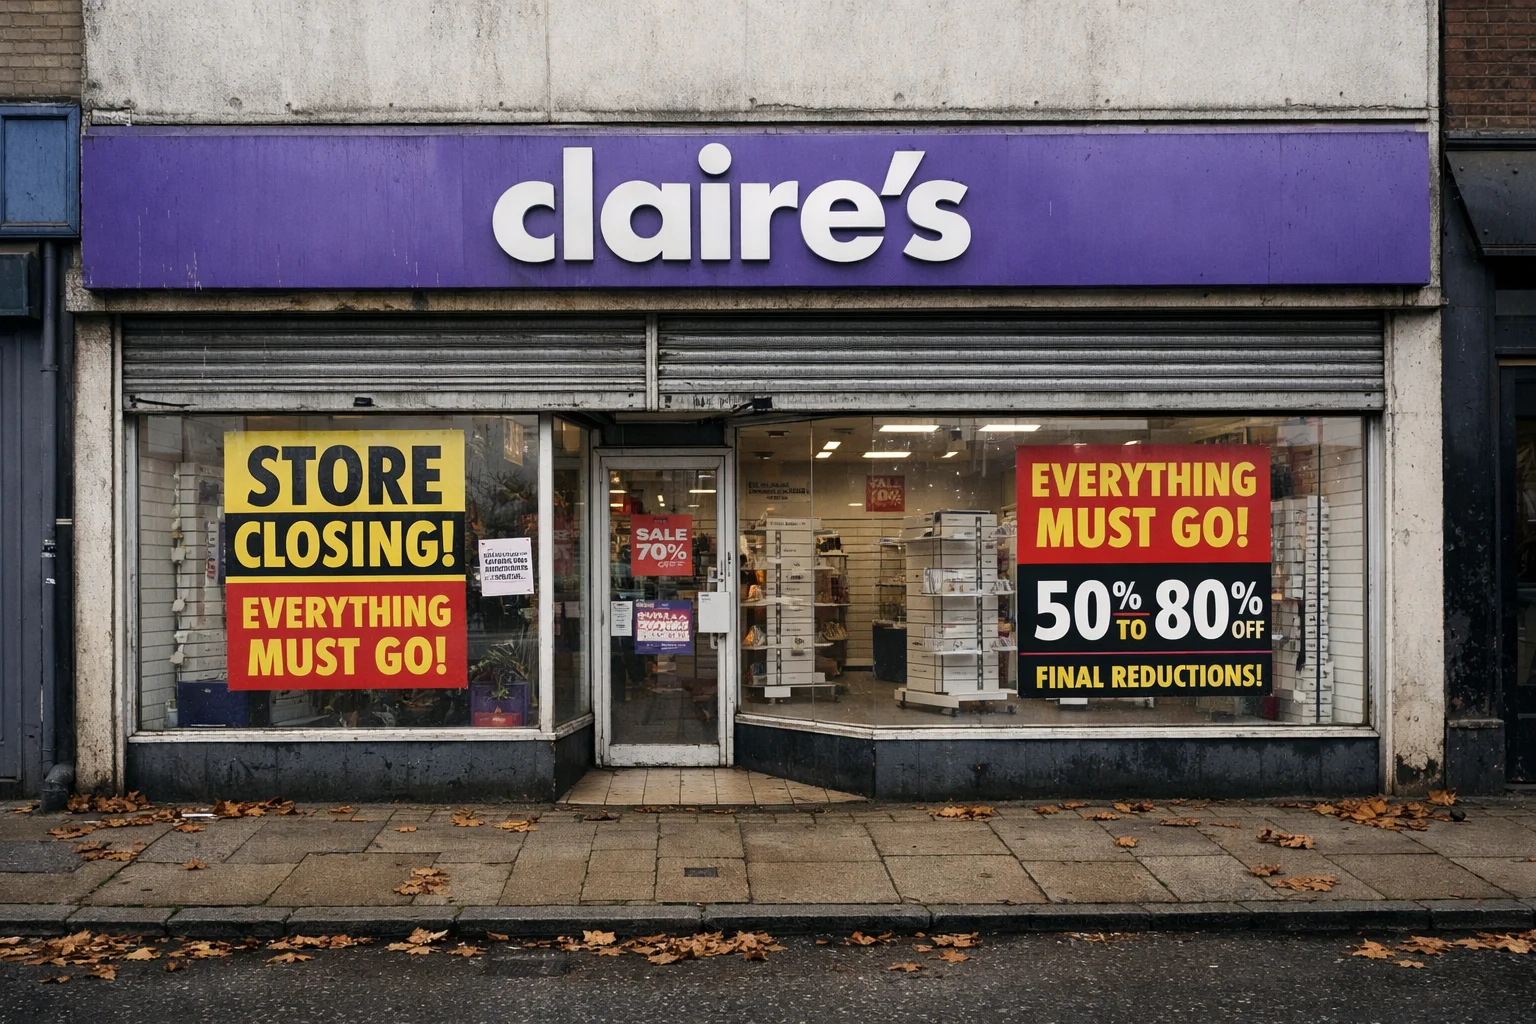 claire's
STORE
CLOSING!
EVERYTHING
MUST GO!
SALE
70%
EVERYTHING
MUST GO!
50% TO 80% OFF
FINAL REDUCTIONS!